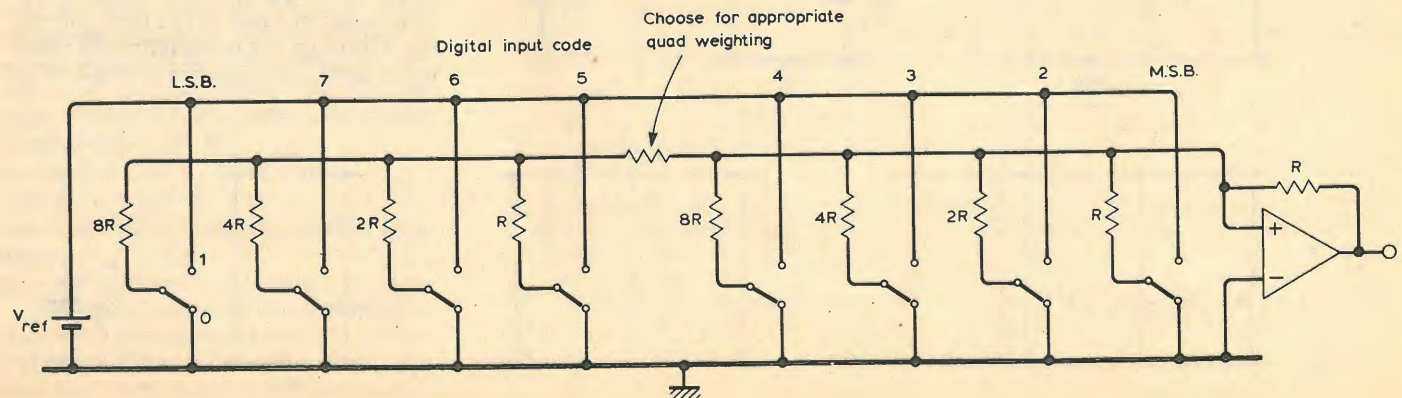 Choose for appropriate
quad weighting
Digital input code
L.S.B.
7
6
5
4
3
2
M.S.B.
8R
4R
2R
R
8R
4R
2R
R
R
1
0
+
−
V ref